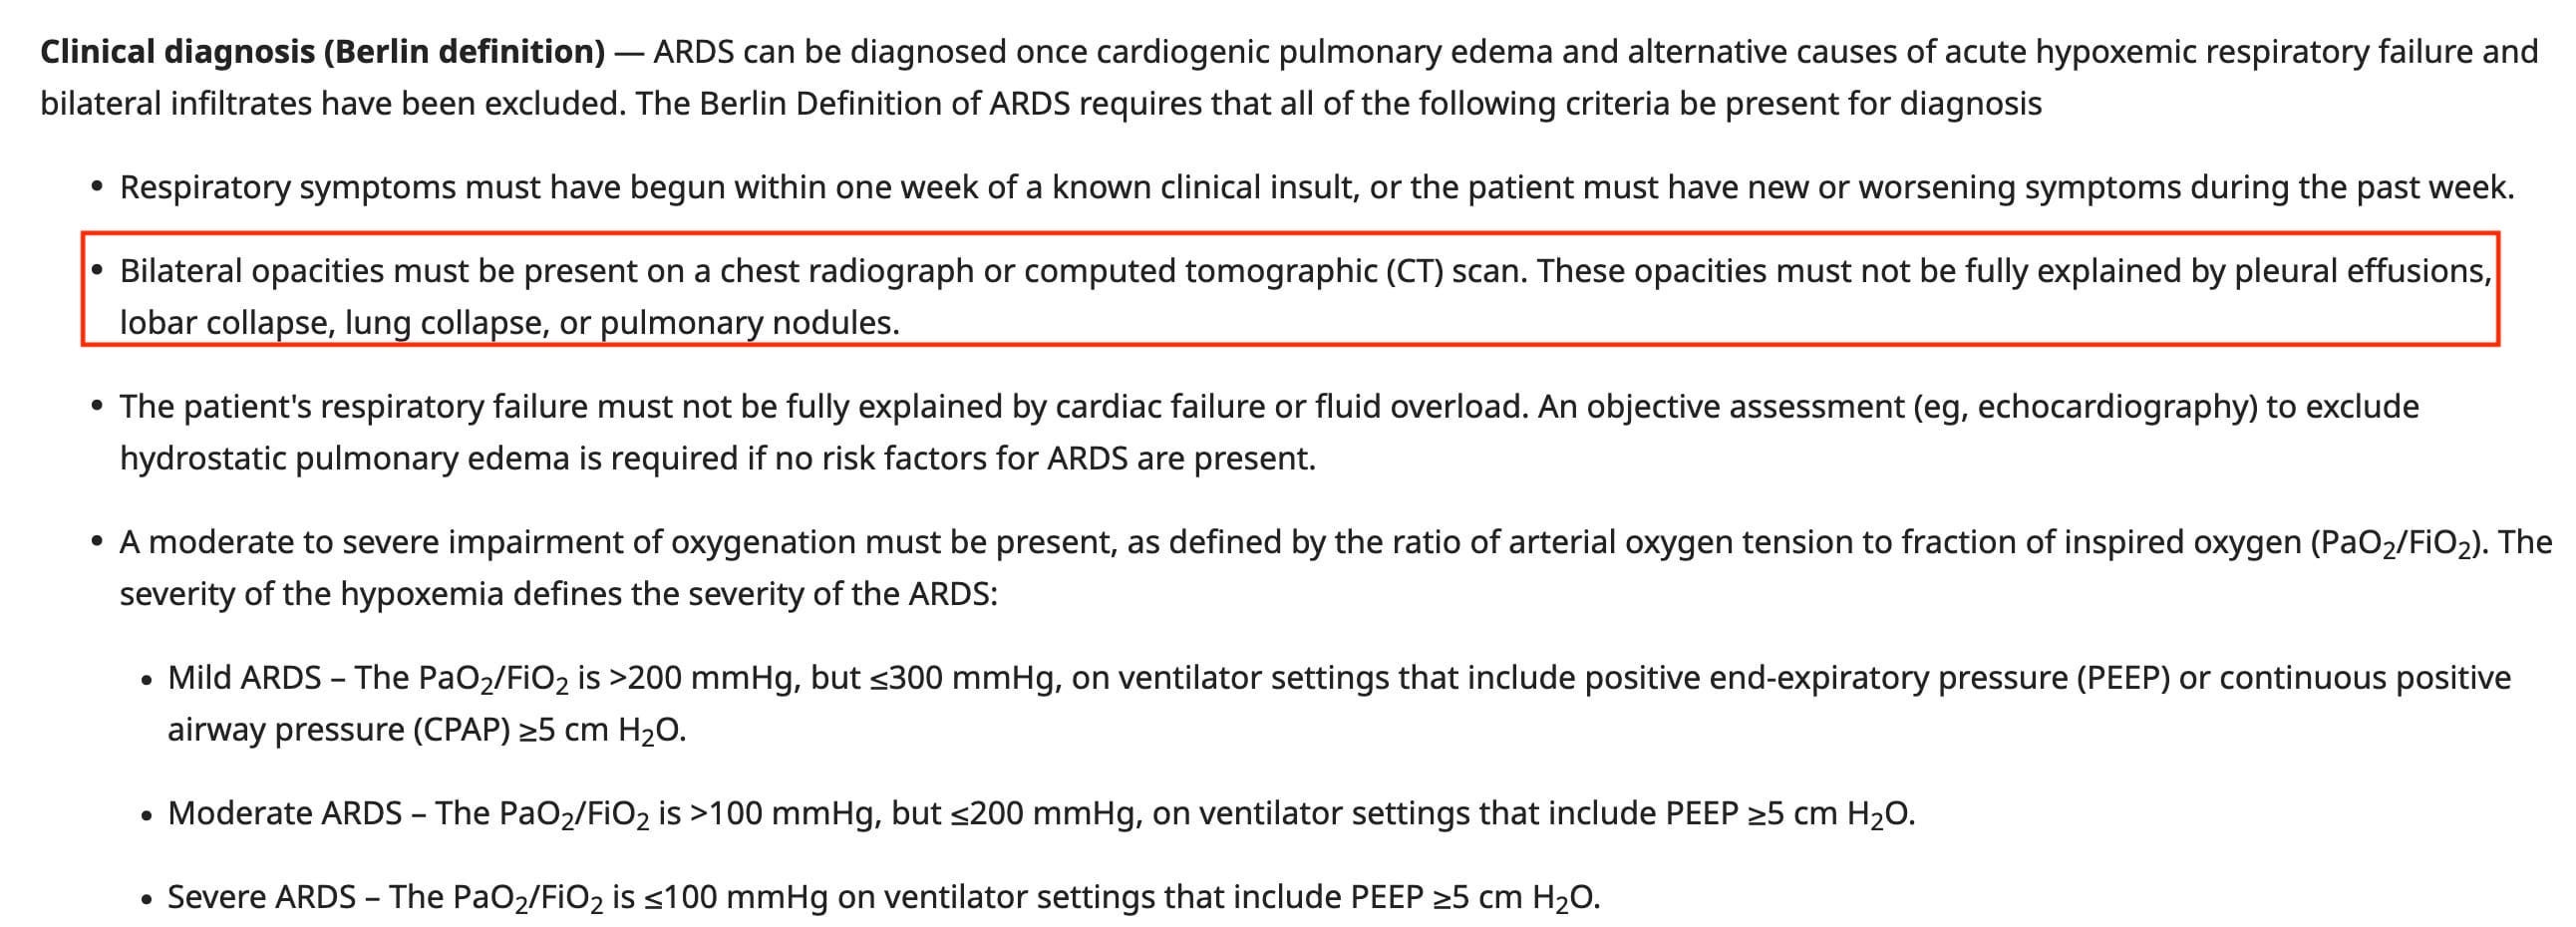 Clinical diagnosis (Berlin definition) — ARDS can be diagnosed once cardiogenic pulmonary edema and alternative causes of acute hypoxemic respiratory failure and
bilateral infiltrates have been excluded. The Berlin Definition of ARDS requires that all of the following criteria be present for diagnosis
• Respiratory symptoms must have begun within one week of a known clinical insult, or the patient must have new or worsening symptoms during the past week.
• Bilateral opacities must be present on a chest radiograph or computed tomographic (CT) scan. These opacities must not be fully explained by pleural effusions,
lobar collapse, lung collapse, or pulmonary nodules.
• The patient's respiratory failure must not be fully explained by cardiac failure or fluid overload. An objective assessment (eg, echocardiography) to exclude
hydrostatic pulmonary edema is required if no risk factors for ARDS are present.
• A moderate to severe impairment of oxygenation must be present, as defined by the ratio of arterial oxygen tension to fraction of inspired oxygen (PaO₂/FiO₂). The
severity of the hypoxemia defines the severity of the ARDS:
• Mild ARDS – The PaO₂/FiO₂ is >200 mmHg, but ≤300 mmHg, on ventilator settings that include positive end-expiratory pressure (PEEP) or continuous positive
airway pressure (CPAP) ≥5 cm H₂O.
• Moderate ARDS – The PaO₂/FiO₂ is >100 mmHg, but ≤200 mmHg, on ventilator settings that include PEEP ≥5 cm H₂O.
• Severe ARDS – The PaO₂/FiO₂ is ≤100 mmHg on ventilator settings that include PEEP ≥5 cm H₂O.